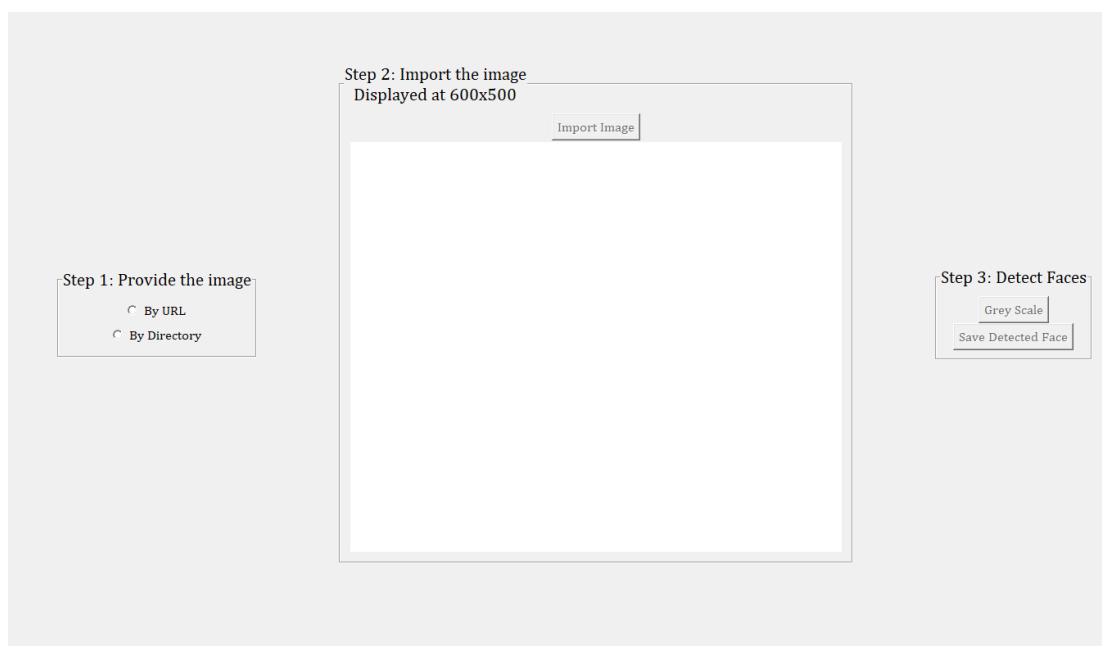 Step 1: Provide the image
By URL
By Directory
Step 2: Import the image
Displayed at 600x500
Import Image
Step 3: Detect Faces
Grey Scale
Save Detected Face